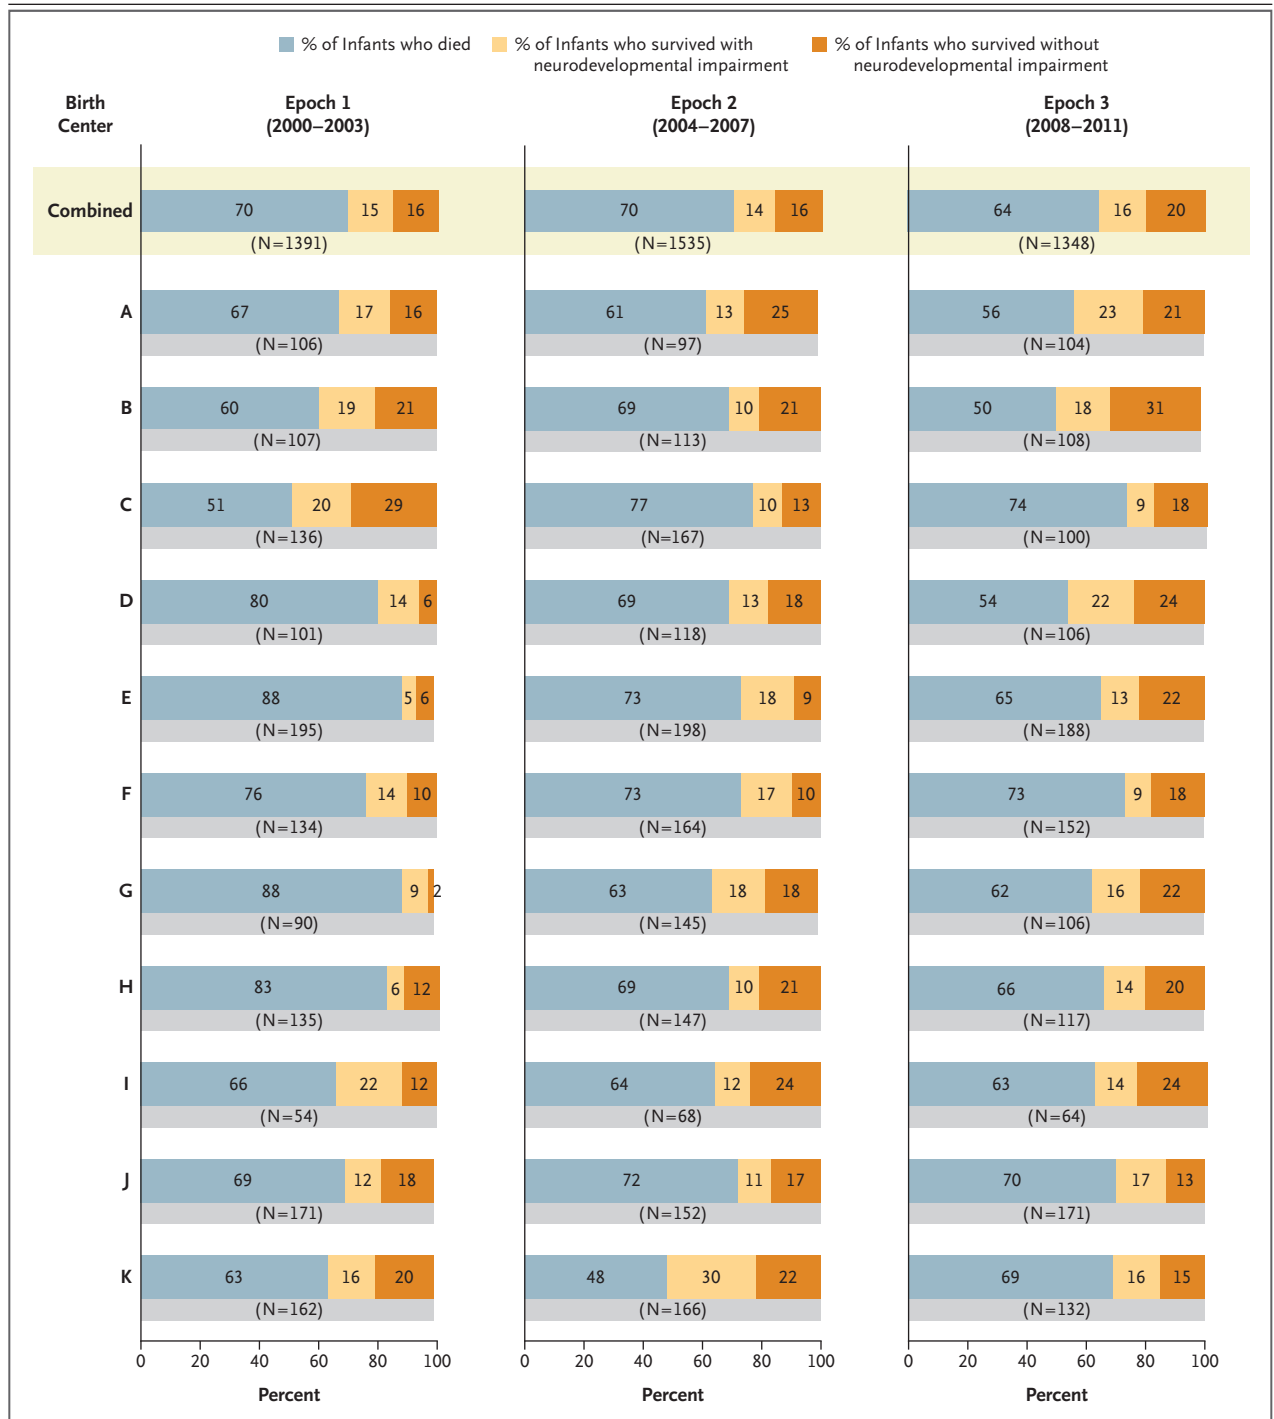 % of Infants who died % of Infants who survived with % of Infants who survived without
neurodevelopmental impairment neurodevelopmental impairment
Birth Epoch 1 Epoch 2 Epoch 3
Center (2000–2003) (2004–2007) (2008–2011)
Combined 70 15 16 70 14 16 64 16 20
(N=1391) (N=1535) (N=1348)
A 67 17 16 61 13 25 56 23 21
(N=106) (N=97) (N=104)
B 60 19 21 69 10 21 50 18 31
(N=107) (N=113) (N=108)
C 51 20 29 77 10 13 74 9 18
(N=136) (N=167) (N=100)
D 80 14 6 69 13 18 54 22 24
(N=101) (N=118) (N=106)
E 88 5 6 73 18 9 65 13 22
(N=195) (N=198) (N=188)
F 76 14 10 73 17 10 73 9 18
(N=134) (N=164) (N=152)
G 88 9 2 63 18 18 62 16 22
(N=90) (N=145) (N=106)
H 83 6 12 69 10 21 66 14 20
(N=135) (N=147) (N=117)
I 66 22 12 64 12 24 63 14 24
(N=54) (N=68) (N=64)
J 69 12 18 72 11 17 70 17 13
(N=171) (N=152) (N=171)
K 63 16 20 48 30 22 69 16 15
(N=162) (N=166) (N=132)
0 20 40 60 80 100 0 20 40 60 80 100 0 20 40 60 80 100
Percent Percent Percent